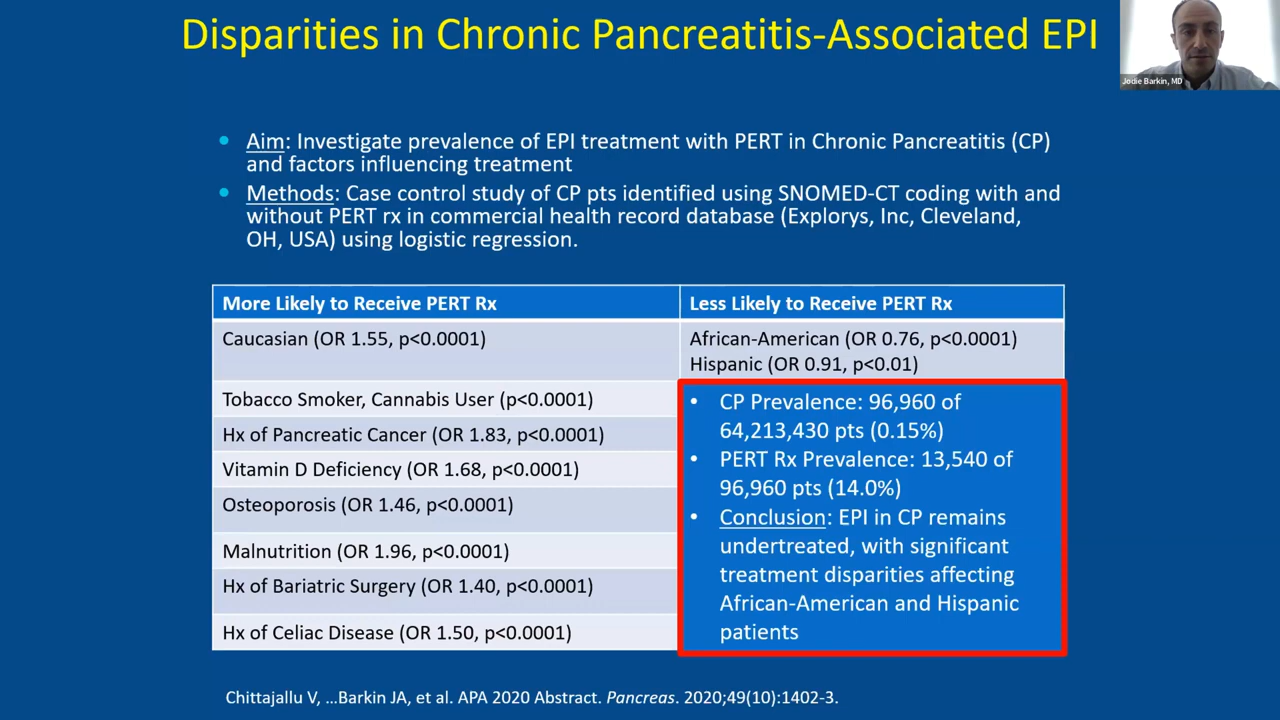 Disparities in Chronic Pancreatitis-Associated EPI
Jodie Barkin, MD
• Aim: Investigate prevalence of EPI treatment with PERT in Chronic Pancreatitis (CP)
and factors influencing treatment
• Methods: Case control study of CP pts identified using SNOMED-CT coding with and
without PERT rx in commercial health record database (Explorys, Inc, Cleveland,
OH, USA) using logistic regression.
More Likely to Receive PERT Rx
Less Likely to Receive PERT Rx
Caucasian (OR 1.55, p<0.0001)
African-American (OR 0.76, p<0.0001)
Hispanic (OR 0.91, p<0.01)
Tobacco Smoker, Cannabis User (p<0.0001)
Hx of Pancreatic Cancer (OR 1.83, p<0.0001)
Vitamin D Deficiency (OR 1.68, p<0.0001)
Osteoporosis (OR 1.46, p<0.0001)
Malnutrition (OR 1.96, p<0.0001)
Hx of Bariatric Surgery (OR 1.40, p<0.0001)
Hx of Celiac Disease (OR 1.50, p<0.0001)
• CP Prevalence: 96,960 of
64,213,430 pts (0.15%)
• PERT Rx Prevalence: 13,540 of
96,960 pts (14.0%)
• Conclusion: EPI in CP remains
undertreated, with significant
treatment disparities affecting
African-American and Hispanic
patients
Chittajallu V, ...Barkin JA, et al. APA 2020 Abstract. Pancreas. 2020;49(10):1402-3.